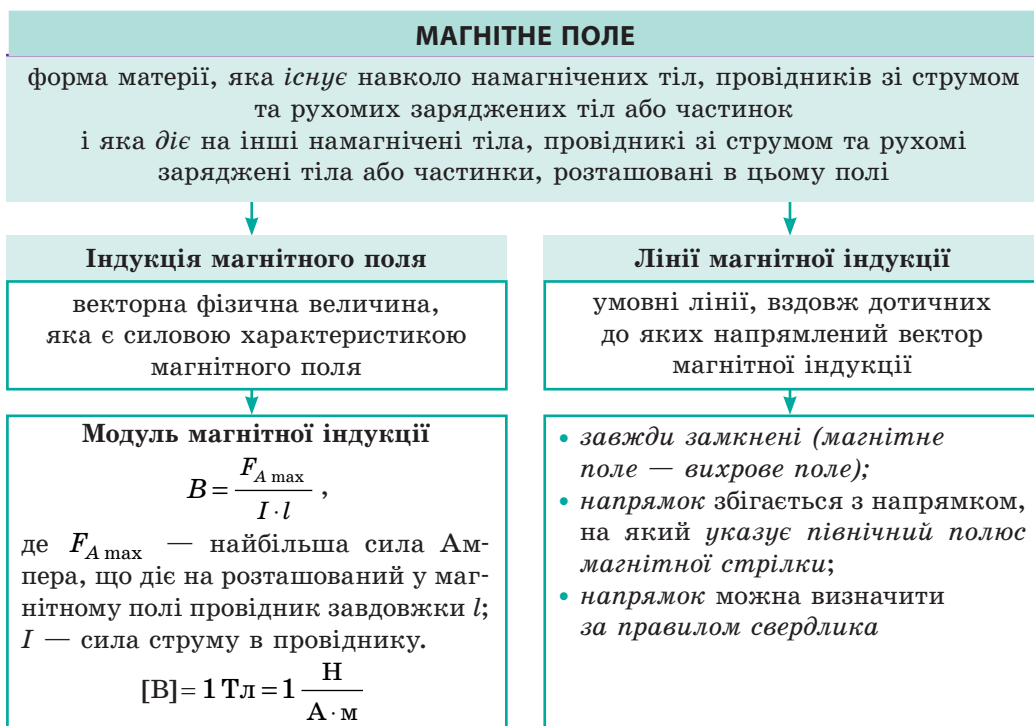 МАГНІТНЕ ПОЛЕ
форма матерії, яка існує навколо намагнічених тіл, провідників зі струмом
та рухомих заряджених тіл або частинок
і яка діє на інші намагнічені тіла, провідникі зі струмом та рухомі
заряджені тіла або частинки, розташовані в цьому полі
Індукція магнітного поля
векторна фізична величина,
яка є силовою характеристикою
магнітного поля
Модуль магнітної індукції
B = F_{A max} / (I · l) ,
де F_{A max} — найбільша сила Ам-
пера, що діє на розташований у маг-
нітному полі провідник завдовжки l;
I — сила струму в провіднику.
[B] = 1 Тл = 1 Н / (А · м)
Лінії магнітної індукції
умовні лінії, вздовж дотичних
до яких напрямлений вектор
магнітної індукції
• завжди замкнені (магнітне
поле — вихрове поле);
• напрямок збігається з напрямком,
на який указує північний полюс
магнітної стрілки;
• напрямок можна визначити
за правилом свердлика